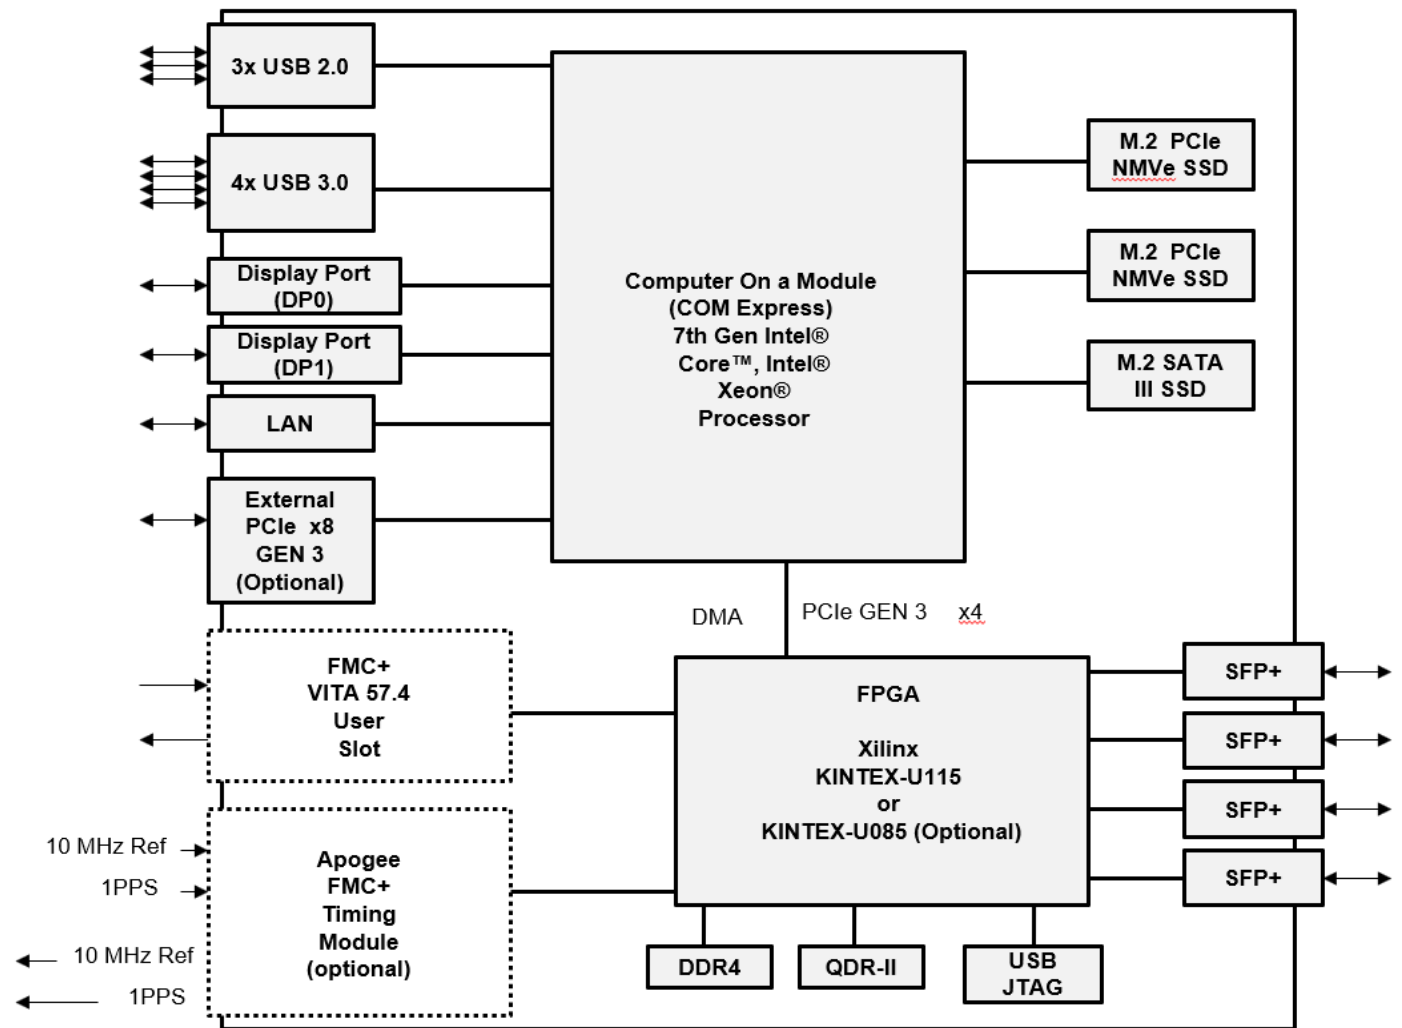 3x USB 2.0
4x USB 3.0
Display Port
(DP0)
Display Port
(DP1)
LAN
External
PCIe x8
GEN 3
(Optional)
Computer On a Module
(COM Express)
7th Gen Intel®
Core™, Intel®
Xeon®
Processor
M.2 PCIe
NMVe SSD
M.2 PCIe
NMVe SSD
M.2 SATA
III SSD
DMA
PCIe GEN 3 x4
FMC+
VITA 57.4
User
Slot
FPGA
Xilinx
KINTEX-U115
or
KINTEX-U085 (Optional)
SFP+
SFP+
SFP+
SFP+
10 MHz Ref
1PPS
10 MHz Ref
1PPS
Apogee
FMC+
Timing
Module
(optional)
DDR4
QDR-II
USB
JTAG